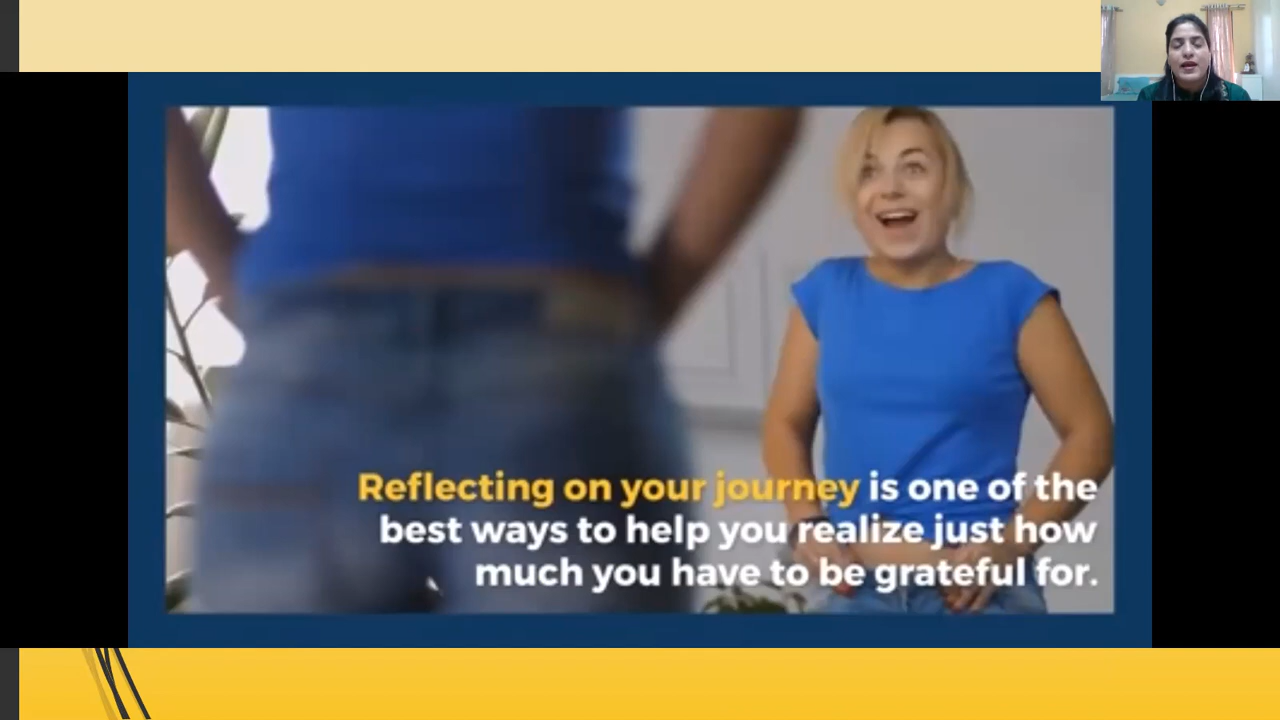 Reflecting on your journey is one of the
best ways to help you realize just how
much you have to be grateful for.